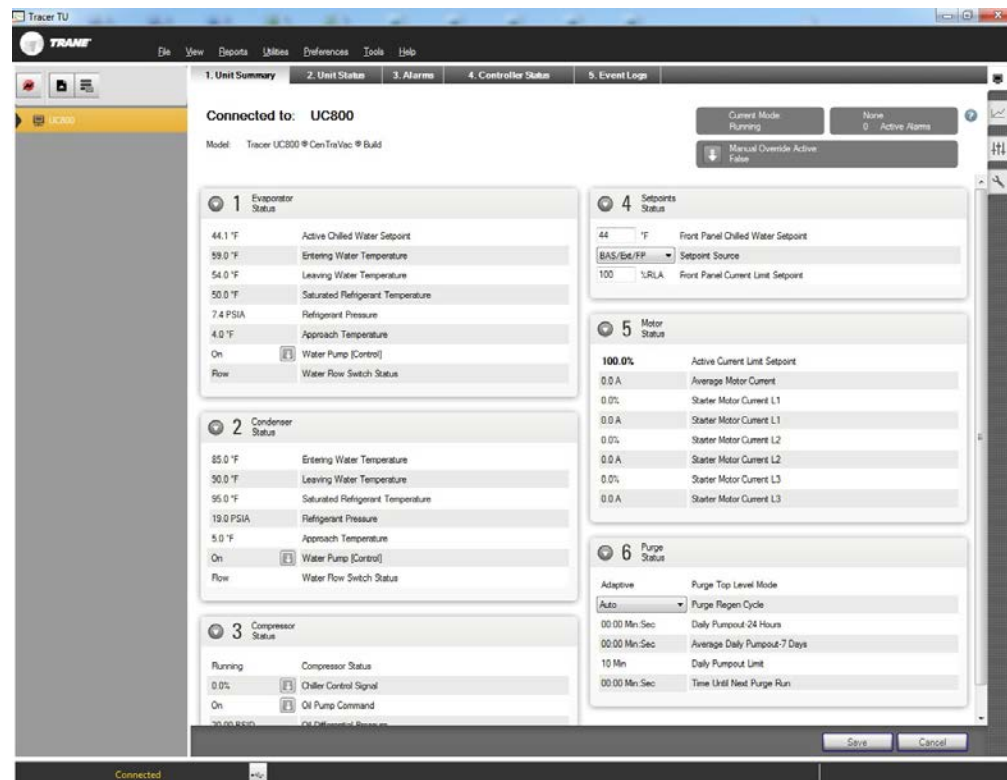 Tracer TU
TRANE
File View Reports Utilities Preferences Tools Help
1. Unit Summary 2. Unit Status 3. Alarms 4. Controller Status 5. Event Logs
UC800
Connected to: UC800
Current Mode:
Running
None
0 Active Alarms
Model: Tracer UC800 ® CenTraVac ® Build
Manual Override Active:
False
1 Evaporator
Status
44.1 °F Active Chilled Water Setpoint
59.0 °F Entering Water Temperature
54.0 °F Leaving Water Temperature
50.0 °F Saturated Refrigerant Temperature
7.4 PSIA Refrigerant Pressure
4.0 °F Approach Temperature
On Water Pump [Control]
Flow Water Flow Switch Status
2 Condenser
Status
85.0 °F Entering Water Temperature
90.0 °F Leaving Water Temperature
95.0 °F Saturated Refrigerant Temperature
19.0 PSIA Refrigerant Pressure
5.0 °F Approach Temperature
On Water Pump [Control]
Flow Water Flow Switch Status
3 Compressor
Status
Running Compressor Status
0.0% Chiller Control Signal
On Oil Pump Command
20.00 PSID Oil Differential Pressure
4 Setpoints
Status
44 °F Front Panel Chilled Water Setpoint
BAS/Ext/FP Setpoint Source
100 %RLA Front Panel Current Limit Setpoint
5 Motor
Status
100.0% Active Current Limit Setpoint
0.0 A Average Motor Current
0.0% Starter Motor Current L1
0.0 A Starter Motor Current L1
0.0% Starter Motor Current L2
0.0 A Starter Motor Current L2
0.0% Starter Motor Current L3
0.0 A Starter Motor Current L3
6 Purge
Status
Adaptive Purge Top Level Mode
Auto Purge Regen Cycle
00:00 Min:Sec Daily Pumpout-24 Hours
00:00 Min:Sec Average Daily Pumpout-7 Days
10 Min Daily Pumpout Limit
00:00 Min:Sec Time Until Next Purge Run
Save Cancel
Connected